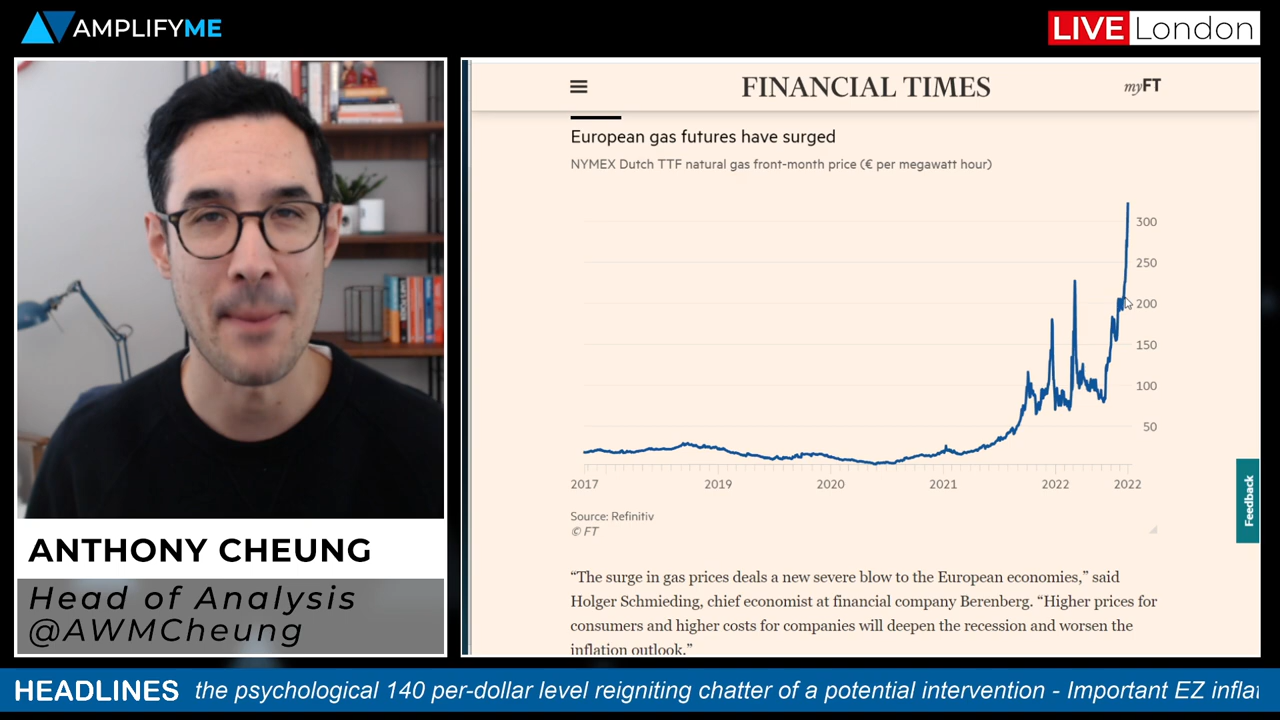 AMPLIFYME
LIVE London
FINANCIAL TIMES
myFT
European gas futures have surged
NYMEX Dutch TTF natural gas front-month price (€ per megawatt hour)
300
250
200
150
100
50
2017 2019 2020 2021 2022 2022
Source: Refinitiv
© FT
Feedback
“The surge in gas prices deals a new severe blow to the European economies,” said
Holger Schmieding, chief economist at financial company Berenberg. “Higher prices for
consumers and higher costs for companies will deepen the recession and worsen the
inflation outlook.”
ANTHONY CHEUNG
Head of Analysis
@AWMCheung
HEADLINES the psychological 140 per-dollar level reigniting chatter of a potential intervention - Important EZ inflat